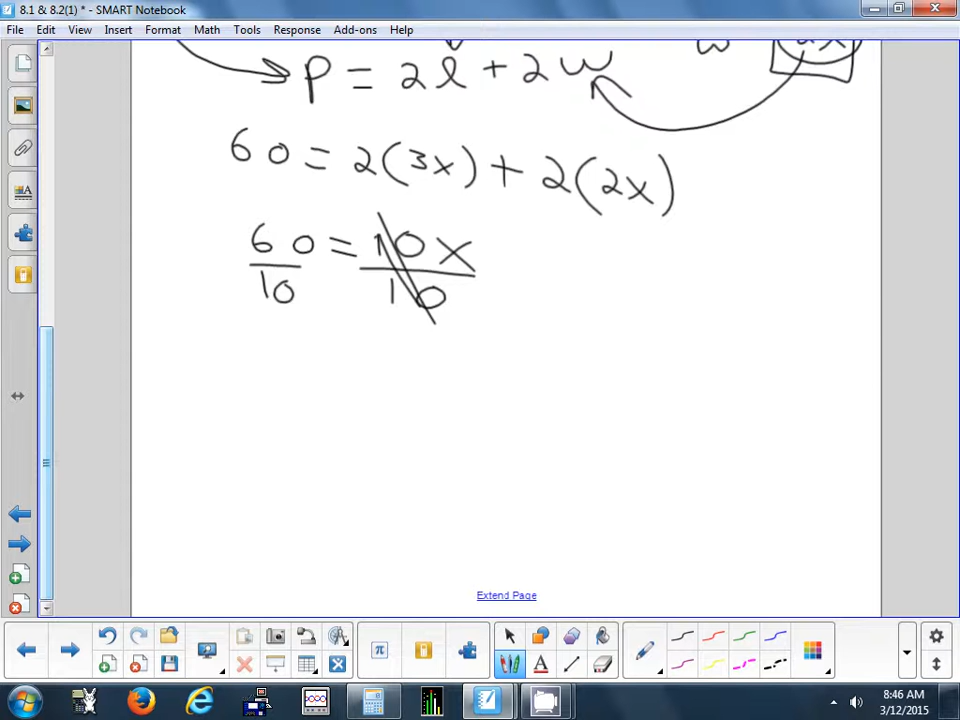 8.1 & 8.2(1) * - SMART Notebook
File Edit View Insert Format Math Tools Response Add-ons Help
w
P = 2l + 2w
60 = 2(3x) + 2(2x)
60 = 10x
10 10
Extend Page
8:46 AM
3/12/2015